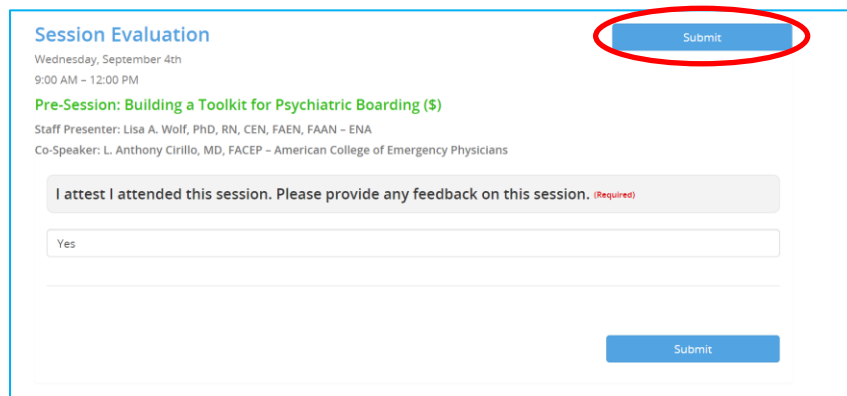 Session Evaluation
Submit
Wednesday, September 4th
9:00 AM – 12:00 PM
Pre-Session: Building a Toolkit for Psychiatric Boarding ($)
Staff Presenter: Lisa A. Wolf, PhD, RN, CEN, FAEN, FAAN – ENA
Co-Speaker: L. Anthony Cirillo, MD, FACEP – American College of Emergency Physicians
I attest I attended this session. Please provide any feedback on this session. (Required)
Yes
Submit